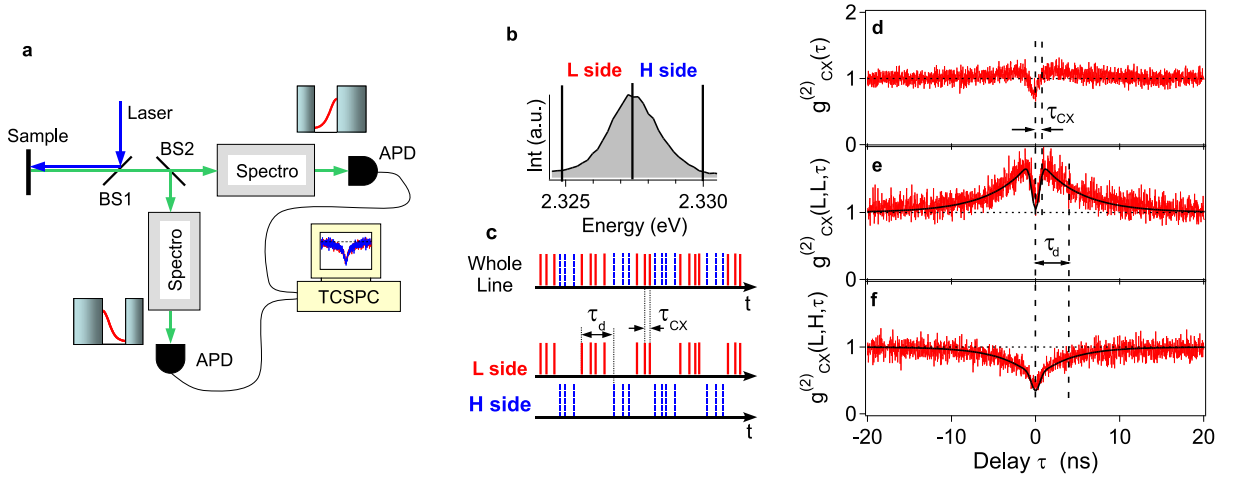 a
Laser
Sample
BS2
BS1
Spectro
APD
Spectro
TCSPC
APD
b
L side
H side
Int (a.u.)
2.325
2.330
Energy (eV)
c
Whole
Line
t
τd
τCX
L side
H side
t
d
g(2)CX(τ)
2
1
0
τCX
e
g(2)CX(L,L,τ)
2
1
0
τd
f
g(2)CX(L,H,τ)
1
0
-20
-10
0
10
20
Delay τ (ns)